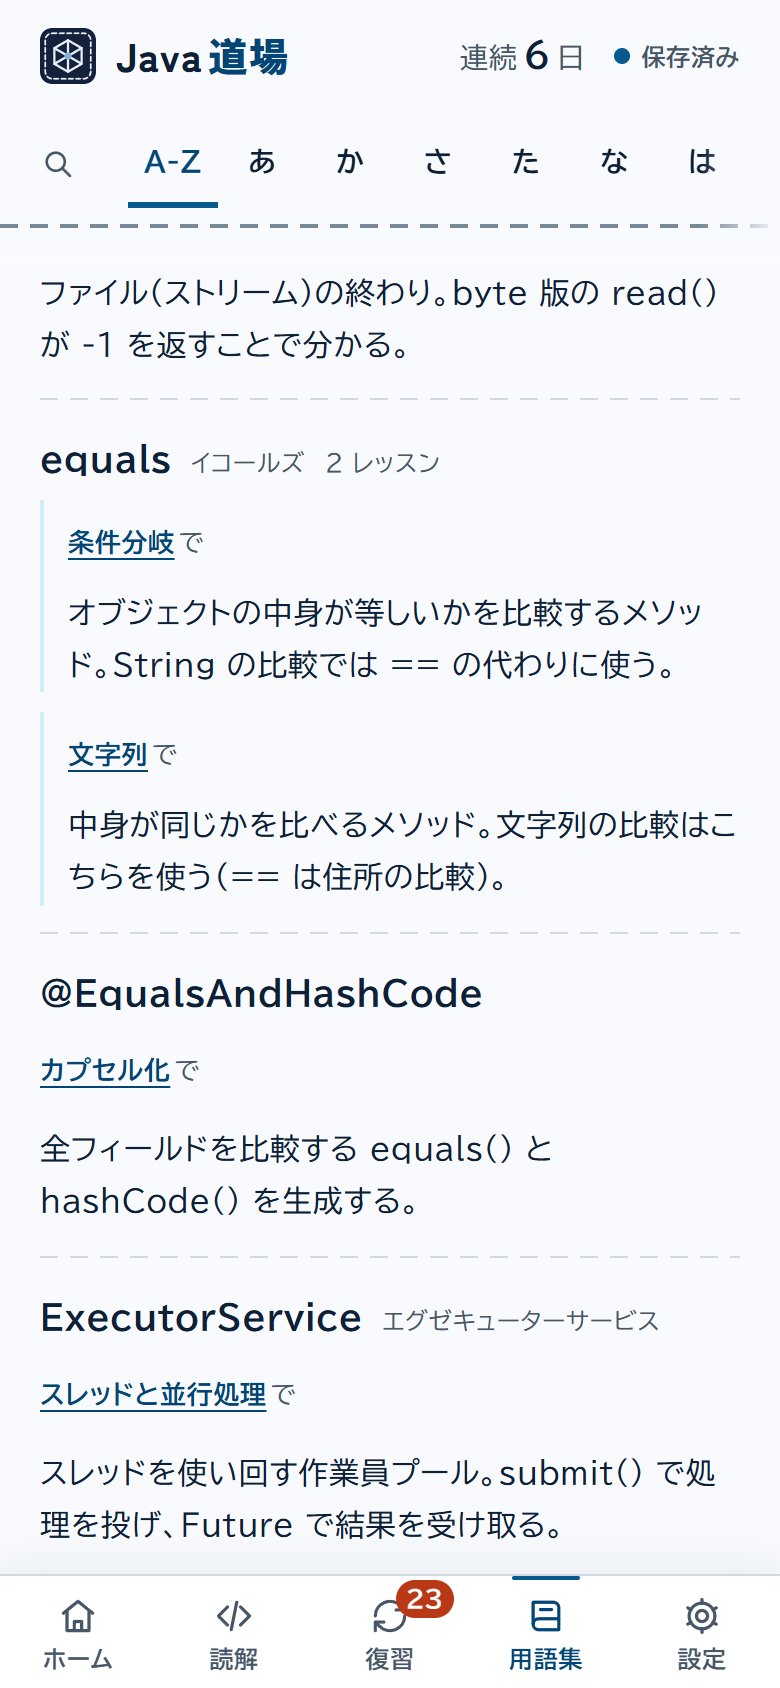 Java道場 連続 6 日 保存済み
A-Z あ か さ た な は
ファイル(ストリーム)の終わり。byte 版の read()
が -1 を返すことで分かる。
equals イコールズ 2 レッスン
条件分岐で
オブジェクトの中身が等しいかを比較するメソッ
ド。String の比較では == の代わりに使う。
文字列で
中身が同じかを比べるメソッド。文字列の比較はこ
ちらを使う(== は住所の比較)。
@EqualsAndHashCode
カプセル化で
全フィールドを比較する equals() と
hashCode() を生成する。
ExecutorService エグゼキューターサービス
スレッドと並行処理で
スレッドを使い回す作業員プール。submit() で処
理を投げ、Future で結果を受け取る。
23
ホーム 読解 復習 用語集 設定